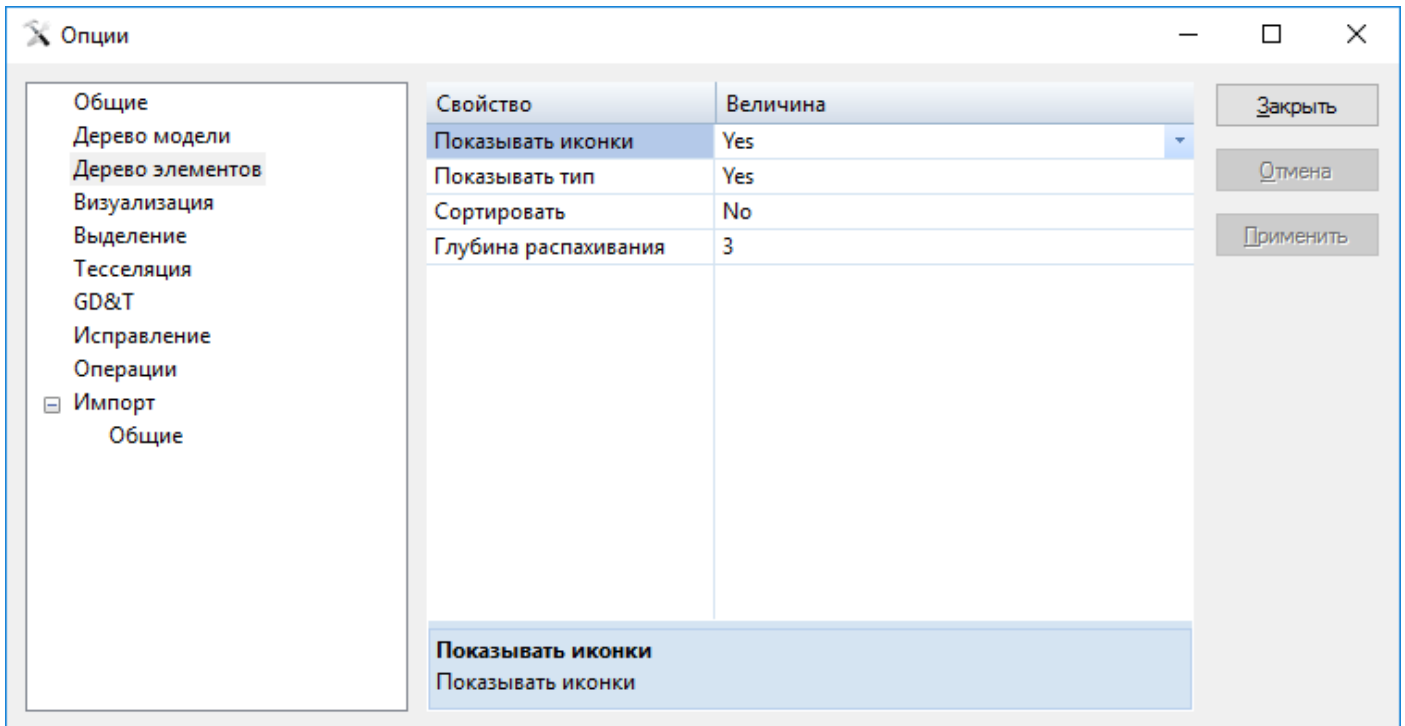 Опции
Общие
Дерево модели
Дерево элементов
Визуализация
Выделение
Тесселяция
GD&T
Исправление
Операции
Импорт
Общие
Свойство Величина
Показывать иконки Yes
Показывать тип Yes
Сортировать No
Глубина распахивания 3
Показывать иконки
Показывать иконки
Закрыть
Отмена
Применить